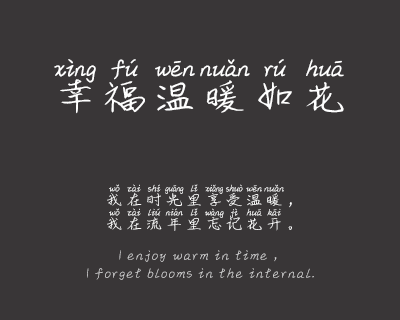 xìng fú wēn nuǎn rú huā
幸福温暖如花
wǒ zài shí guāng lǐ xiǎng shuò wēn nuǎn
我在时光里享受温暖，
wǒ zài liú nián lǐ wàng jì huā kāi
我在流年里忘记花开。
I enjoy warm in time ,
I forget blooms in the internal.